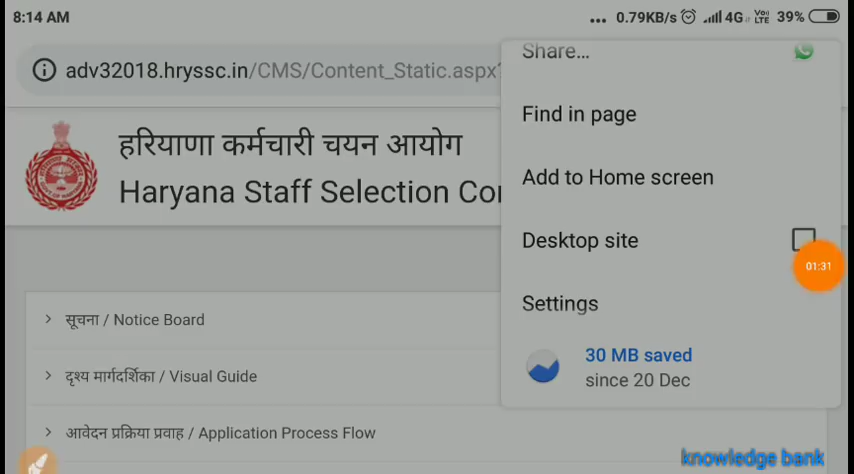 8:14 AM
... 0.79KB/s 4G Vo) LTE 39%
adv32018.hryssc.in/CMS/Content_Static.aspx?
Share...
Find in page
Add to Home screen
Desktop site
01:31
Settings
30 MB saved
since 20 Dec
हरियाणा कर्मचारी चयन आयोग
Haryana Staff Selection Co
सूचना / Notice Board
दृश्य मार्गदर्शिका / Visual Guide
आवेदन प्रक्रिया प्रवाह / Application Process Flow
knowledge bank